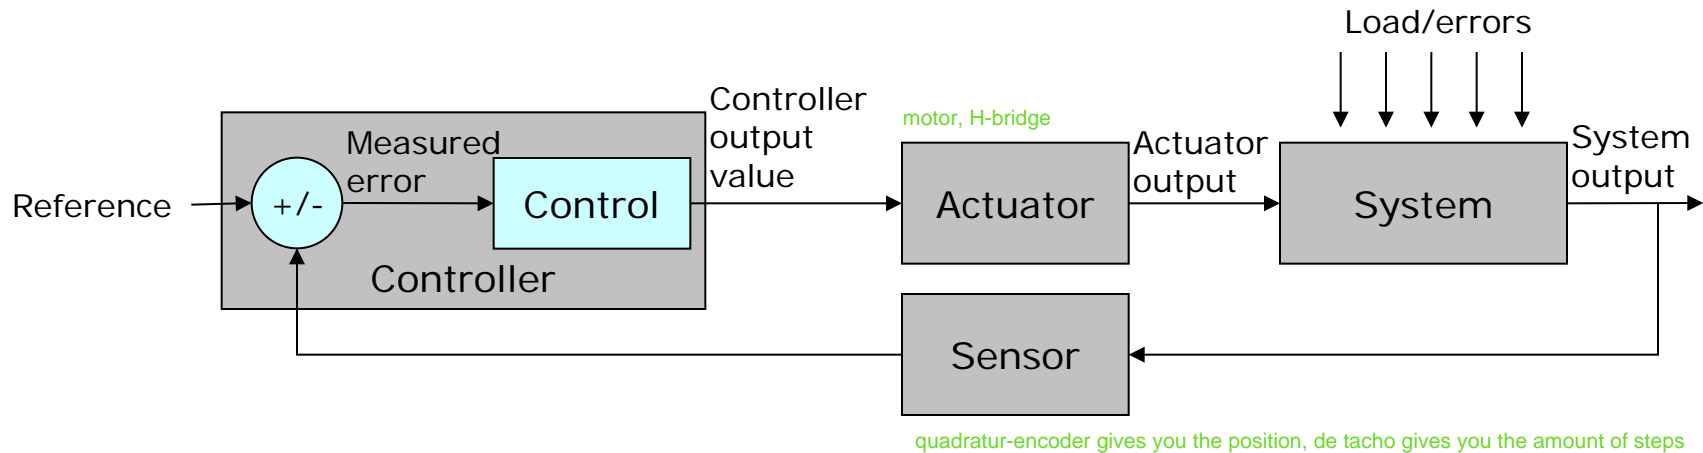 Load/errors
Controller
output
value
motor, H-bridge
Measured
error
Actuator
output
System
output
Reference
+/-
Control
Actuator
System
Controller
Sensor
quadratur-encoder gives you the position, de tacho gives you the amount of steps